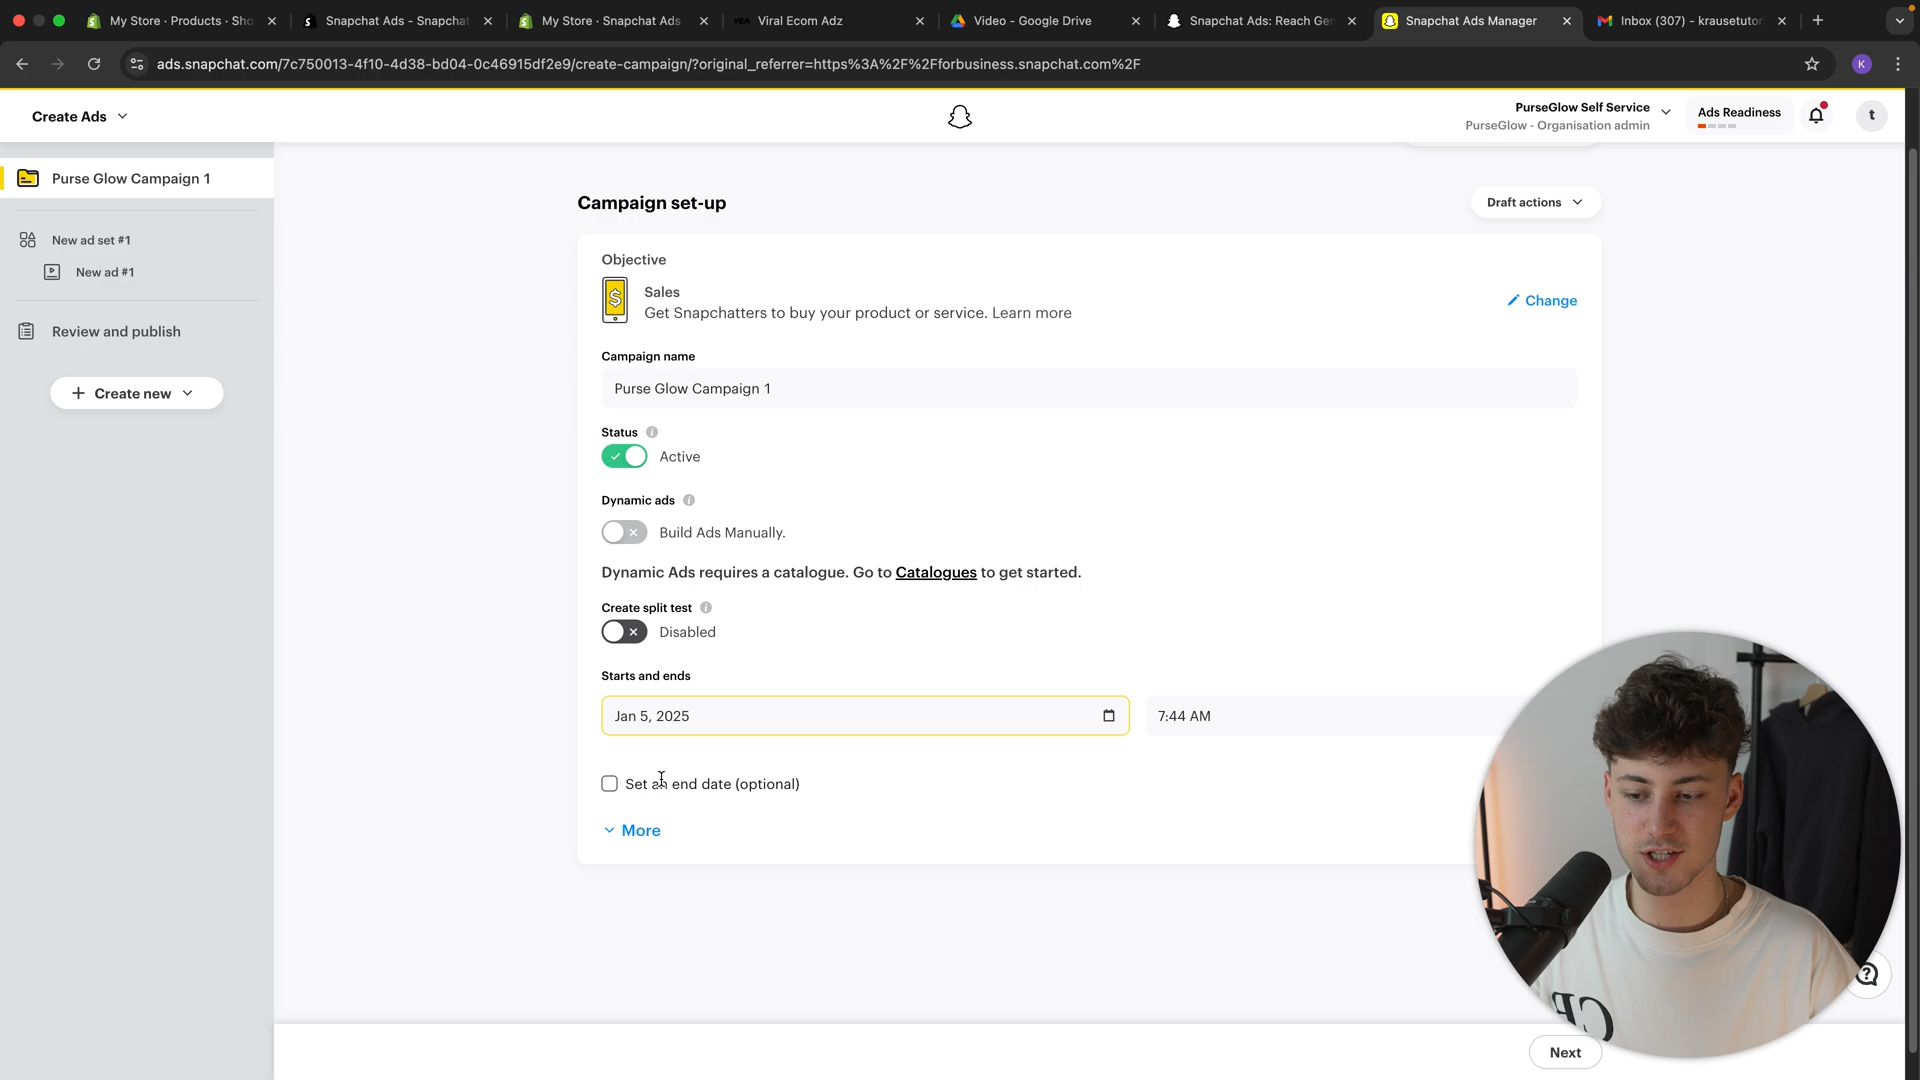 My Store · Products · Sho
Snapchat Ads - Snapchat
My Store · Snapchat Ads
VEA Viral Ecom Adz
Video - Google Drive
Snapchat Ads: Reach Ger
Snapchat Ads Manager
Inbox (307) - krausetutor
ads.snapchat.com/7c750013-4f10-4d38-bd04-0c46915df2e9/create-campaign/?original_referrer=https%3A%2F%2Fforbusiness.snapchat.com%2F
K
Create Ads
PurseGlow Self Service
PurseGlow - Organisation admin
Ads Readiness
t
Purse Glow Campaign 1
New ad set #1
New ad #1
Review and publish
+ Create new
Campaign set-up
Draft actions
Objective
Sales
Get Snapchatters to buy your product or service. Learn more
Change
Campaign name
Purse Glow Campaign 1
Status
Active
Dynamic ads
Build Ads Manually.
Dynamic Ads requires a catalogue. Go to Catalogues to get started.
Create split test
Disabled
Starts and ends
Jan 5, 2025
7:44 AM
Set an end date (optional)
More
Next